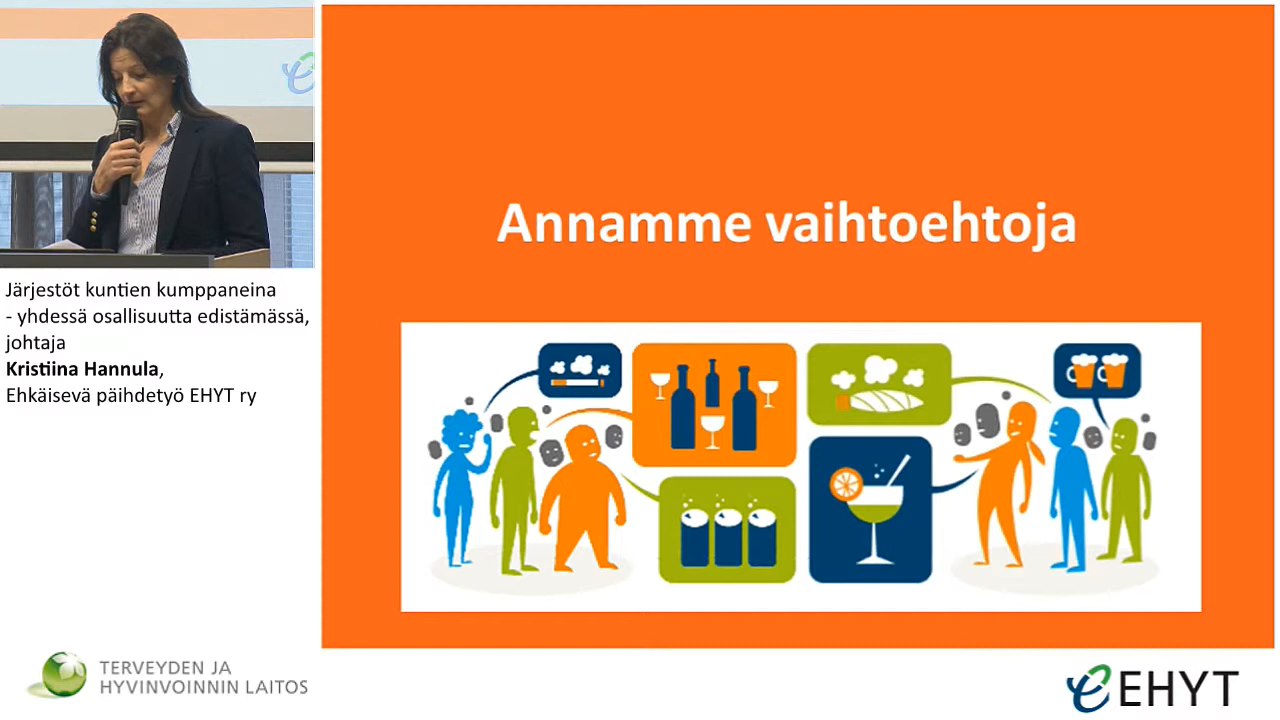 Annamme vaihtoehtoja
Järjestöt kuntien kumppaneina
- yhdessä osallisuutta edistämässä,
johtaja
Kristiina Hannula,
Ehkäisevä päihdetyö EHYT ry
TERVEYDEN JA
HYVINVOINNIN LAITOS
EHYT